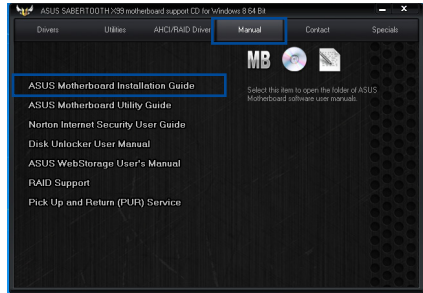 ASUS SABERTOOTH X99 motherboard support CD for Windows 8 64 Bit
Drivers Utilities AHCI/RAID Driver Manual Contact Specials
MB
ASUS Motherboard Installation Guide
Select this item to open the folder of ASUS
Motherboard software user manuals.
ASUS Motherboard Utility Guide
Norton Internet Security User Guide
Disk Unlocker User Manual
ASUS WebStorage User's Manual
RAID Support
Pick Up and Return (PUR) Service